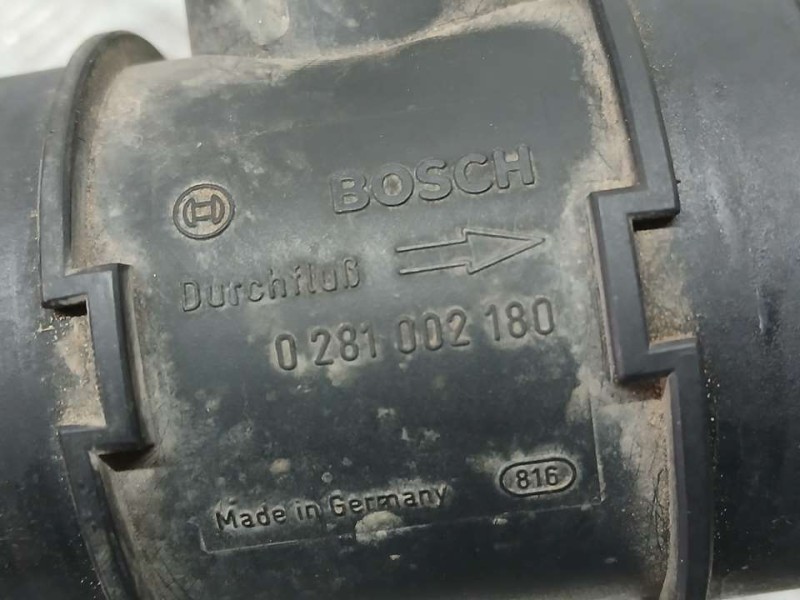 BOSCH
Durchfluß
0 281 002 180
816
Made in Germany